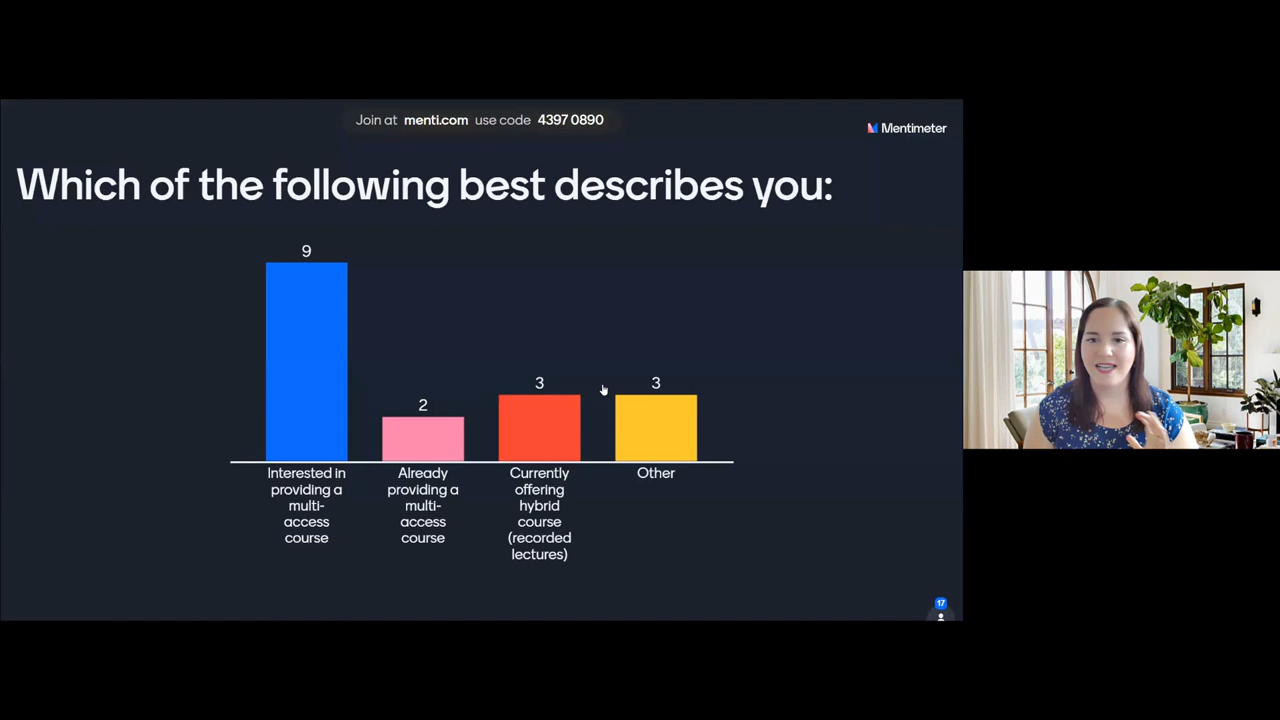 Join at menti.com use code 4397 0890
Mentimeter
Which of the following best describes you:
9
2
3
3
Interested in
providing a
multi-
access
course
Already
providing a
multi-
access
course
Currently
offering
hybrid
course
(recorded
lectures)
Other
17